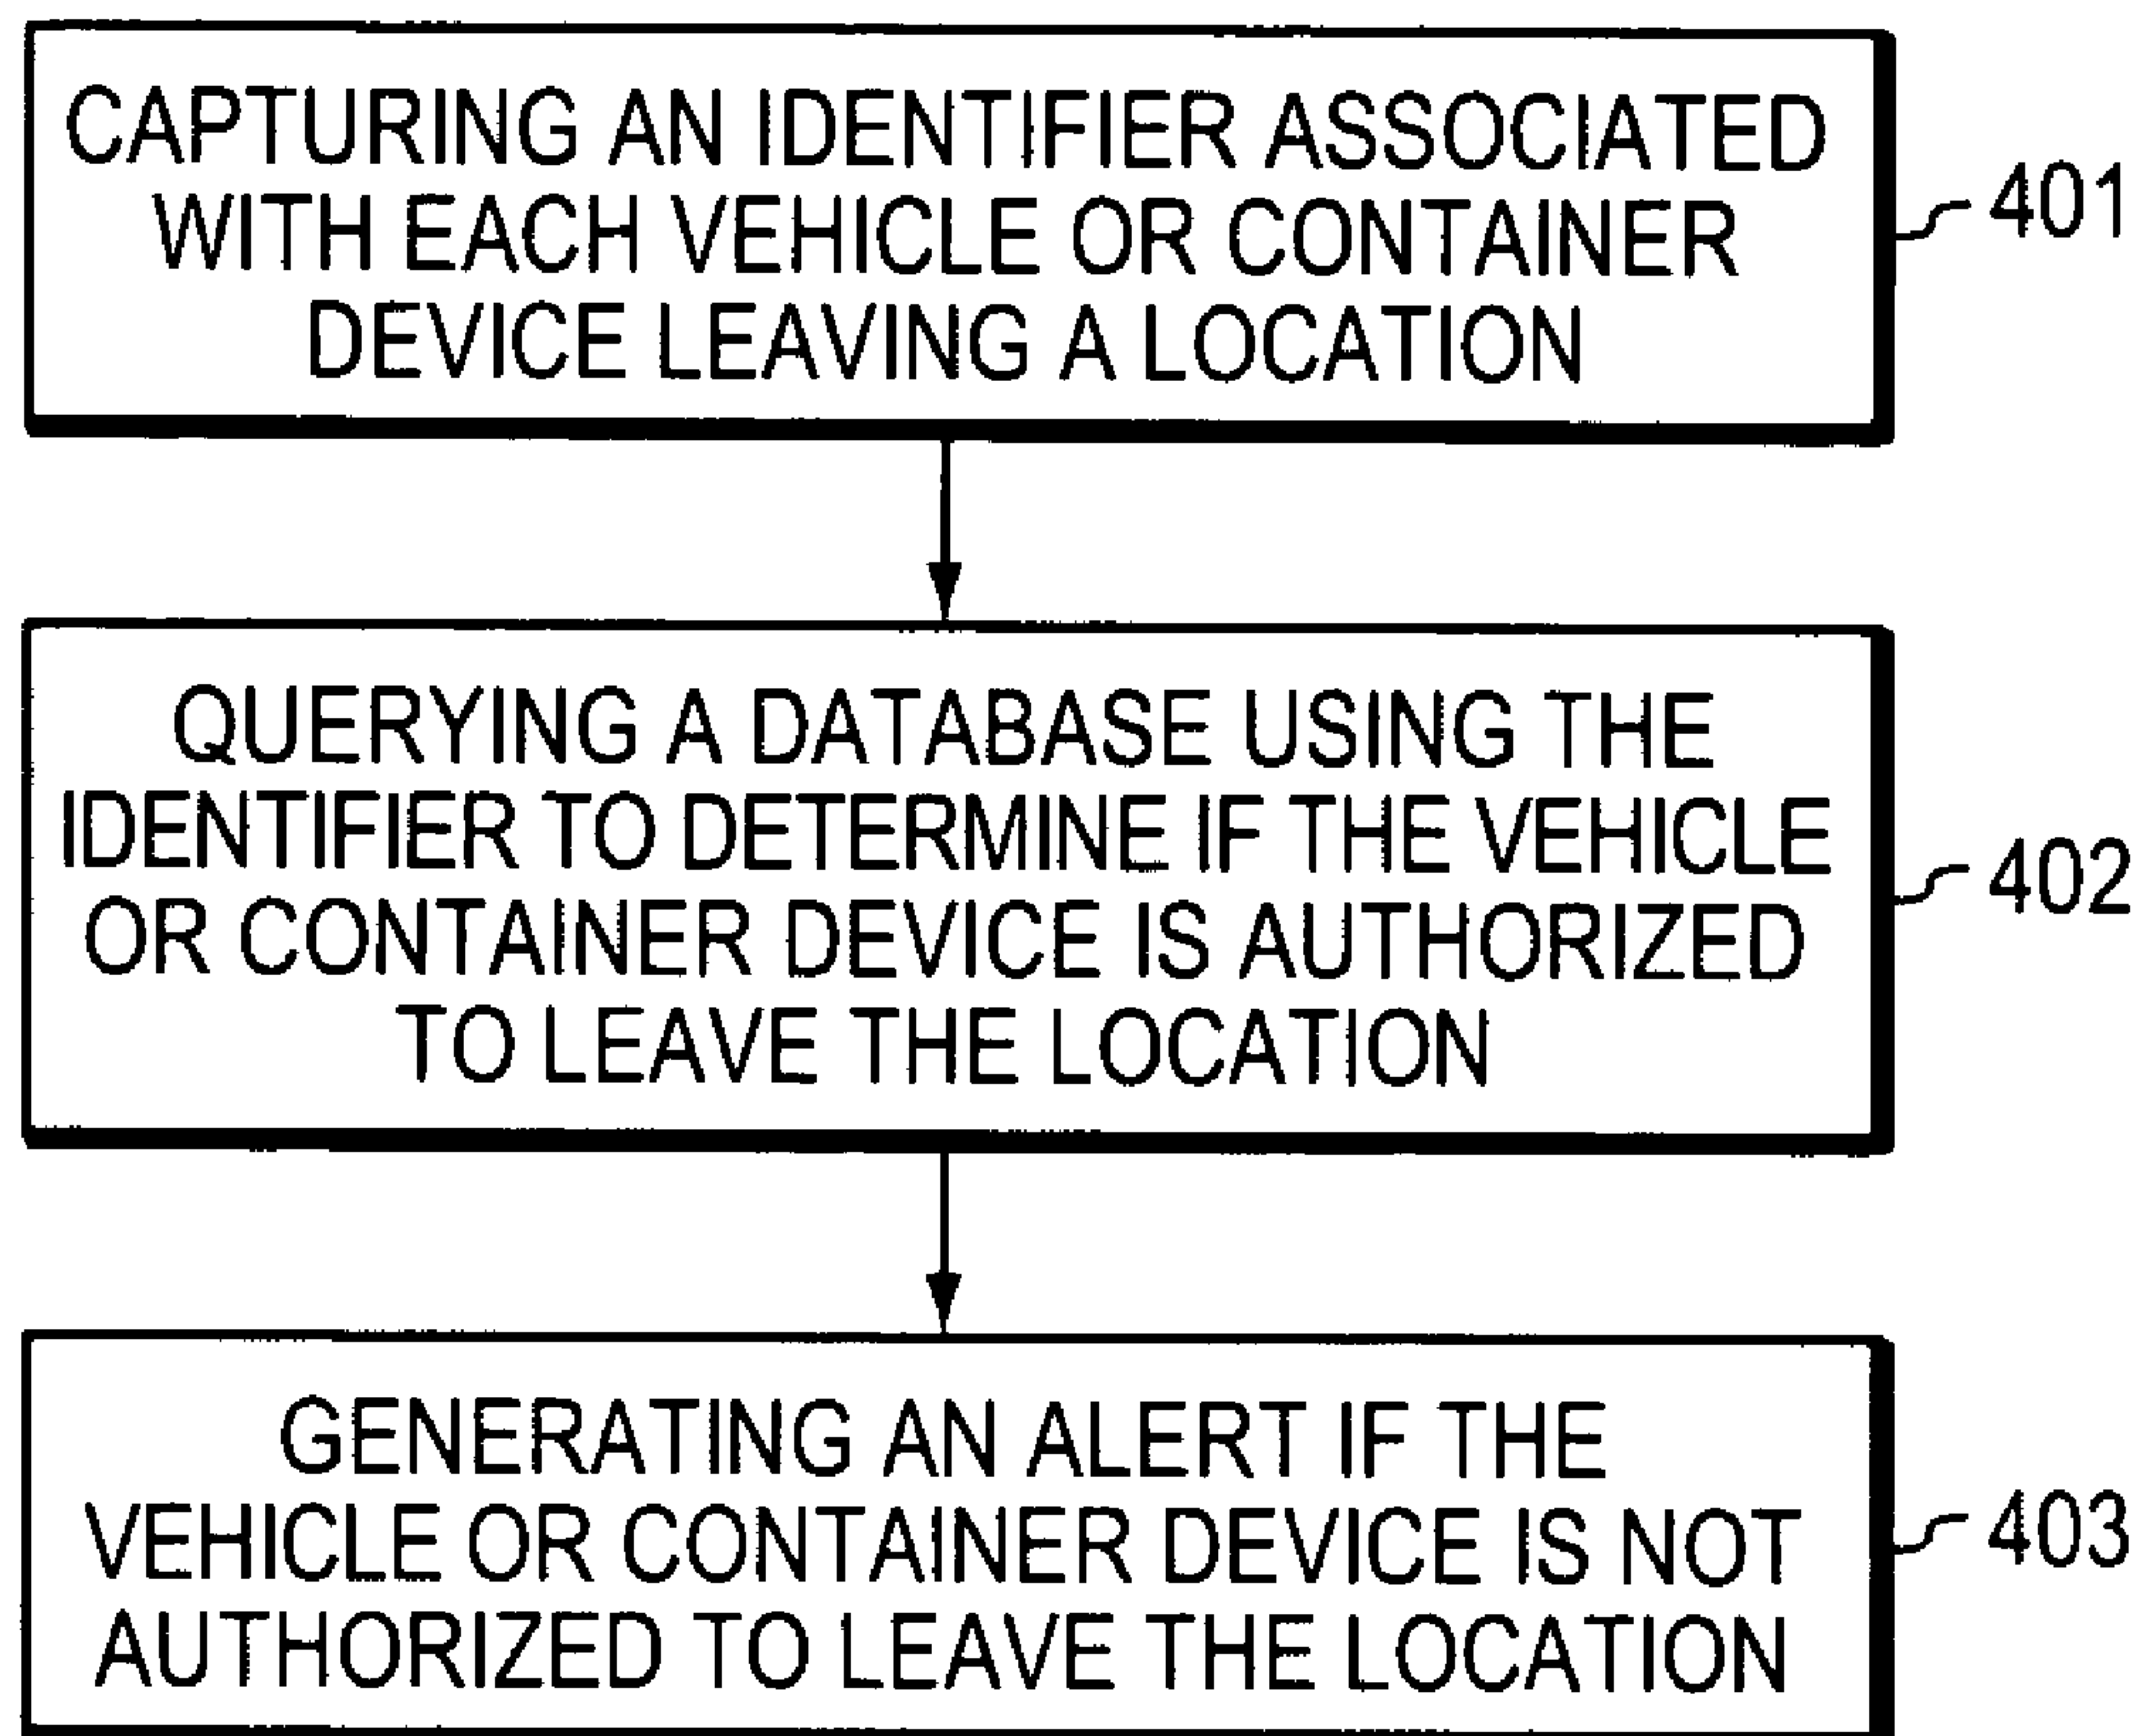 CAPTURING AN IDENTIFIER ASSOCIATED
WITH EACH VEHICLE OR CONTAINER
DEVICE LEAVING A LOCATION
401
QUERYING A DATABASE USING THE
IDENTIFIER TO DETERMINE IF THE VEHICLE
OR CONTAINER DEVICE IS AUTHORIZED
TO LEAVE THE LOCATION
402
GENERATING AN ALERT IF THE
VEHICLE OR CONTAINER DEVICE IS NOT
AUTHORIZED TO LEAVE THE LOCATION
403